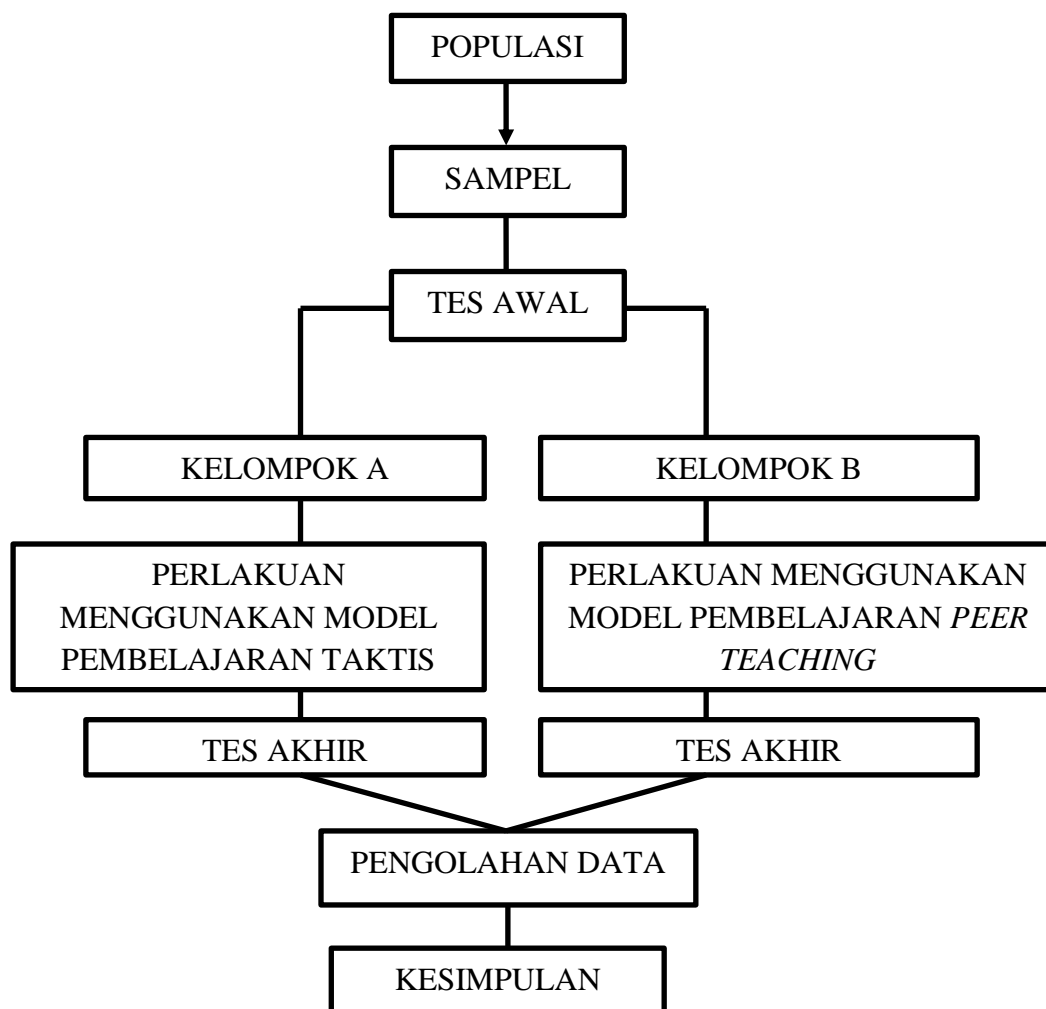 POPULASI
SAMPEL
TES AWAL
KELOMPOK A
KELOMPOK B
PERLAKUAN
MENGGUNAKAN MODEL
PEMBELAJARAN TAKTIS
PERLAKUAN MENGGUNAKAN
MODEL PEMBELAJARAN PEER
TEACHING
TES AKHIR
TES AKHIR
PENGOLAHAN DATA
KESIMPULAN